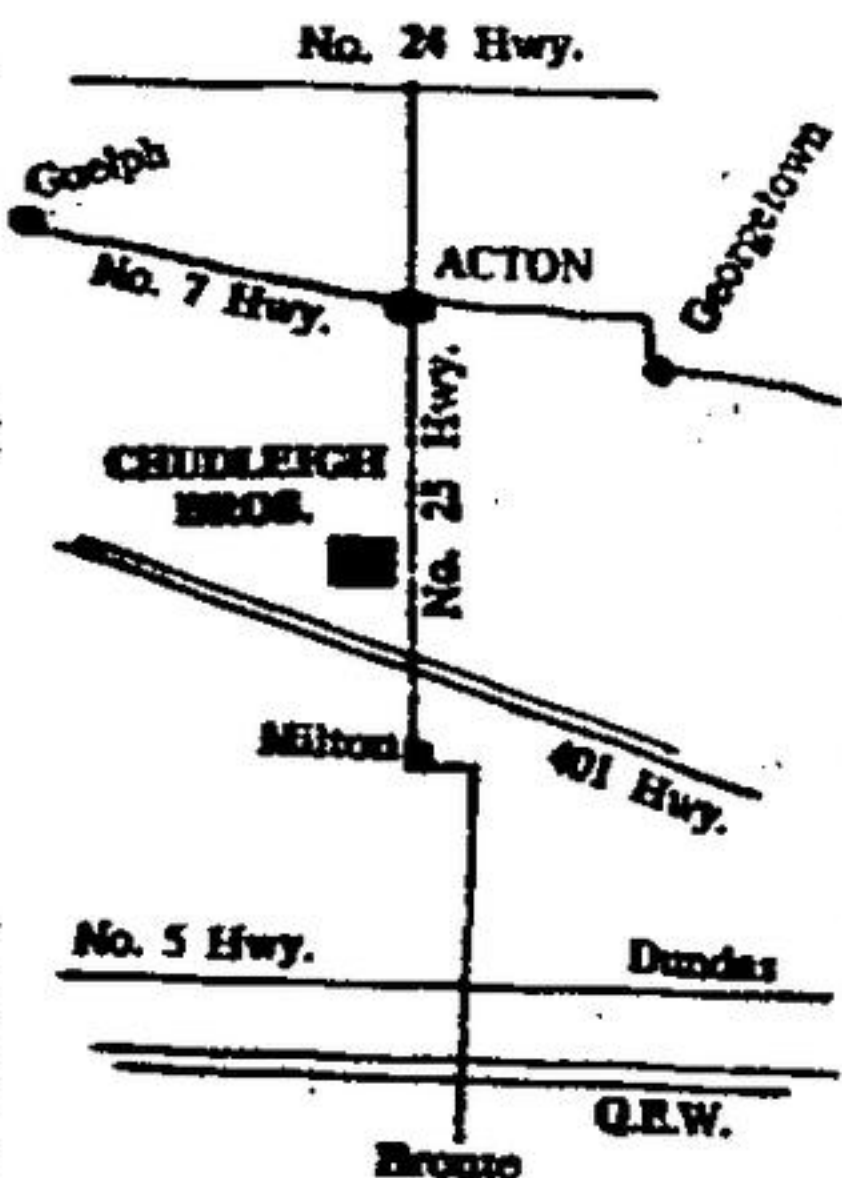 No. 24 Hwy.
Guelph
Georgetown
ACTON
No. 7 Hwy.
No. 25 Hwy.
CHUDLEIGH
BROS.
Milton
401 Hwy.
No. 5 Hwy.
Dundas
Q.E.W.
Bronte